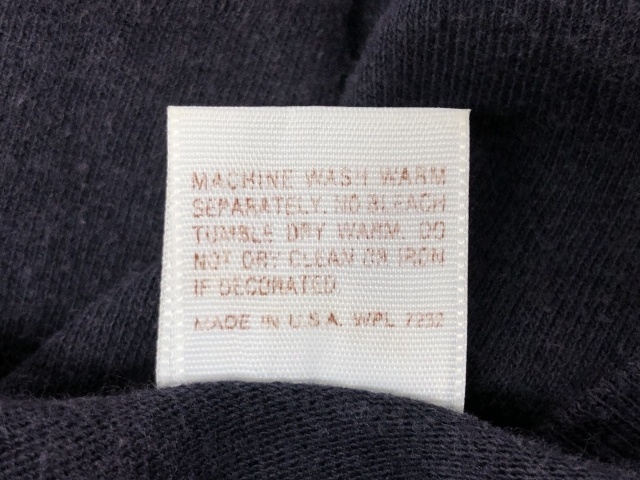 MACHINE WASH WARM
SEPARATELY. NO BLEACH
TUMBLE DRY WARM. DO
NOT DRY CLEAN OR IRON
IF DECORATED
MADE IN U.S.A. WPL 7232